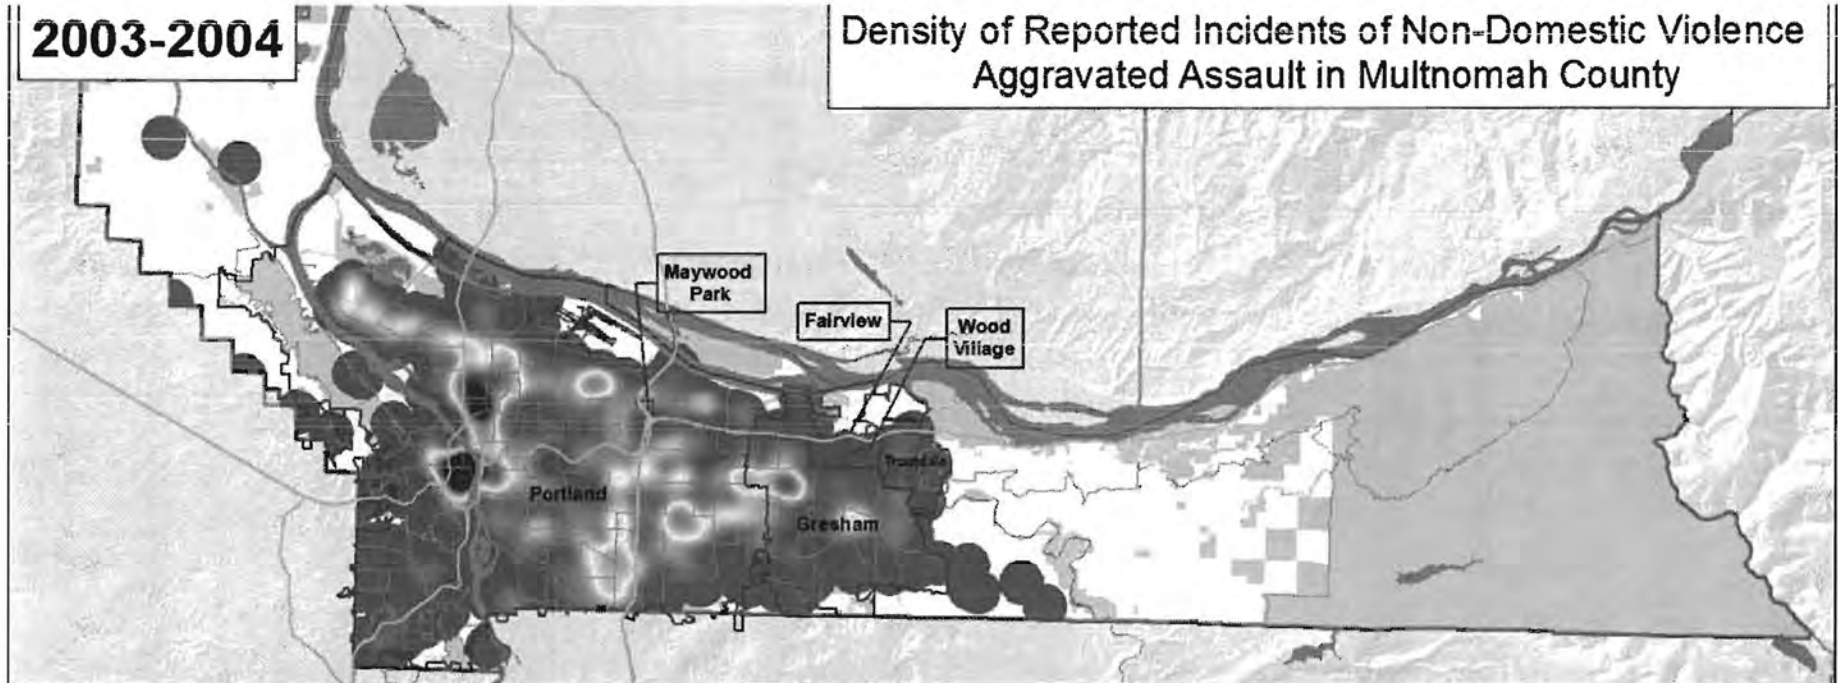 2003-2004
Density of Reported Incidents of Non-Domestic Violence
Aggravated Assault in Multnomah County
Maywood
Park
Fairview
Wood
Village
Troutdale
Portland
Gresham